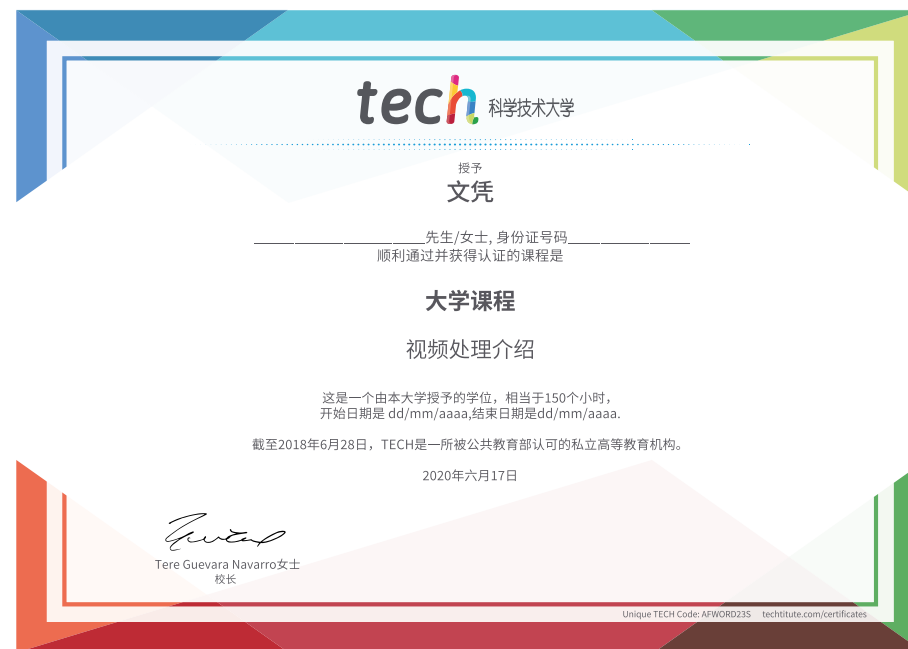 tech 科学技术大学
授予
文凭
先生/女士, 身份证号码
顺利通过并获得认证的课程是
大学课程
视频处理介绍
这是一个由本大学授予的学位，相当于150个小时，
开始日期是 dd/mm/aaaa,结束日期是dd/mm/aaaa.
截至2018年6月28日，TECH是一所被公共教育部认可的私立高等教育机构。
2020年六月17日
Tere Guevara Navarro女士
校长
Unique TECH Code: AFWORD23S techtitute.com/certificates